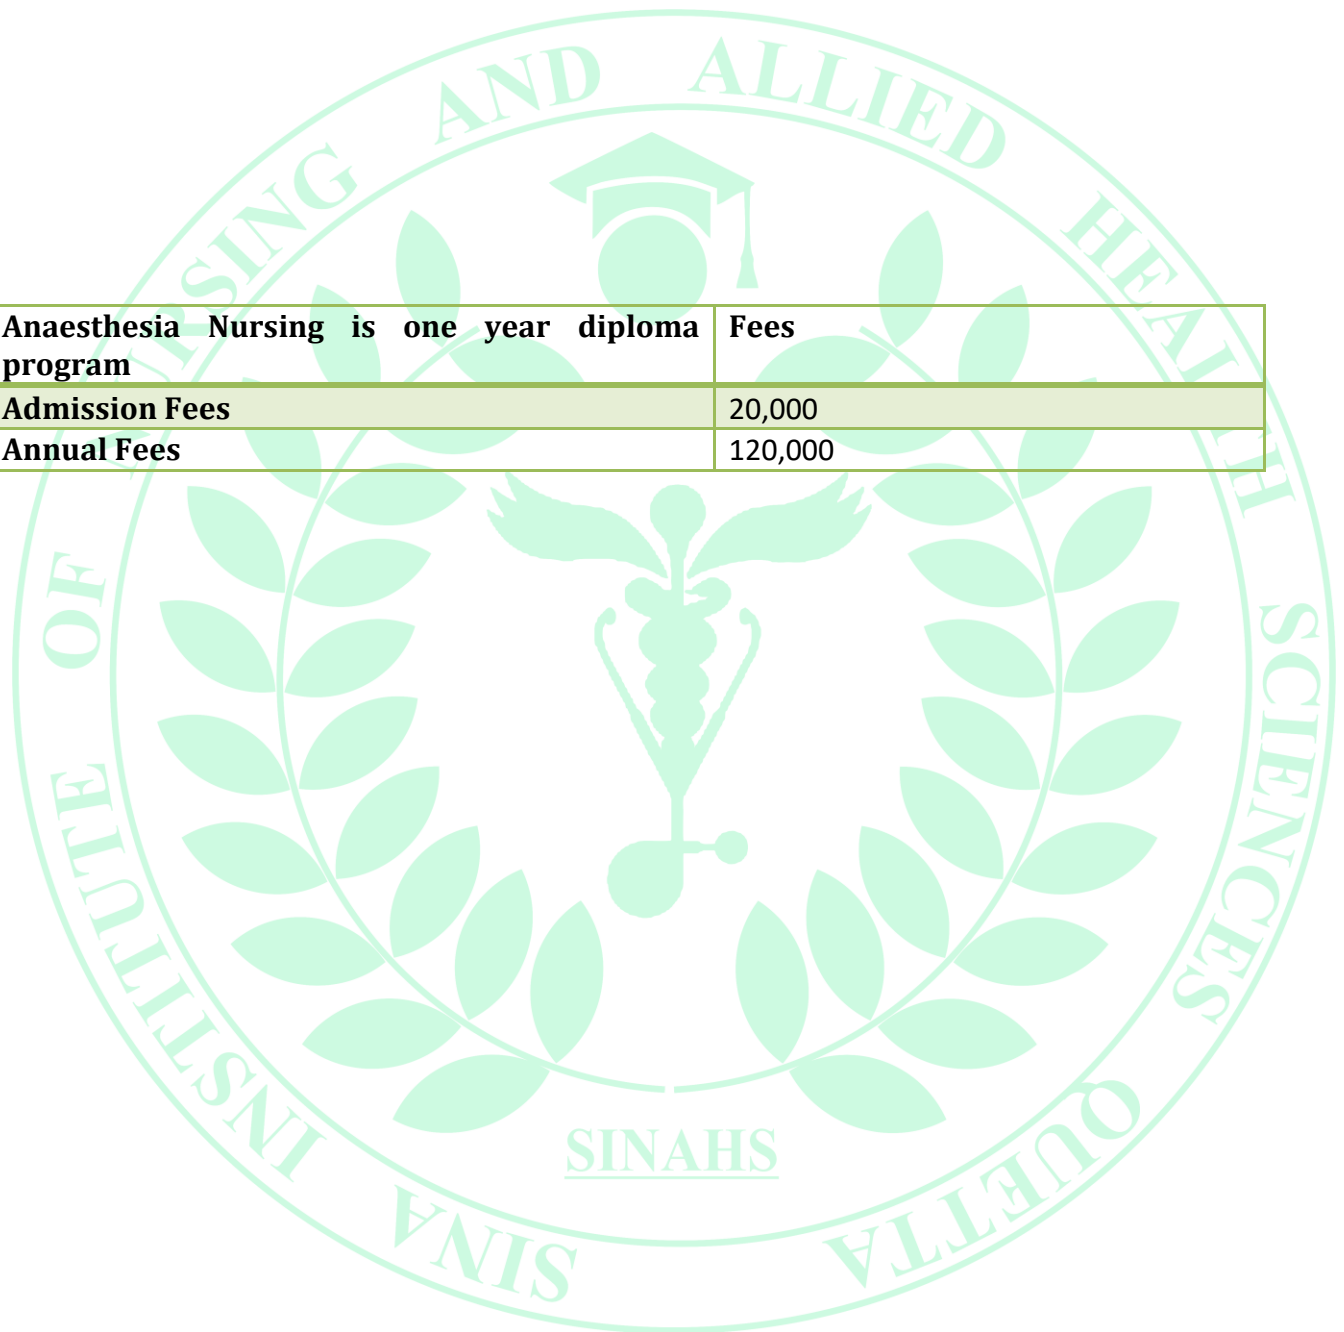 SINA INSTITUTE OF NURSING AND ALLIED HEALTH SCIENCES QUETTA
Anaesthesia Nursing is one year diploma Fees
program
Admission Fees 20,000
Annual Fees 120,000
SINAHS